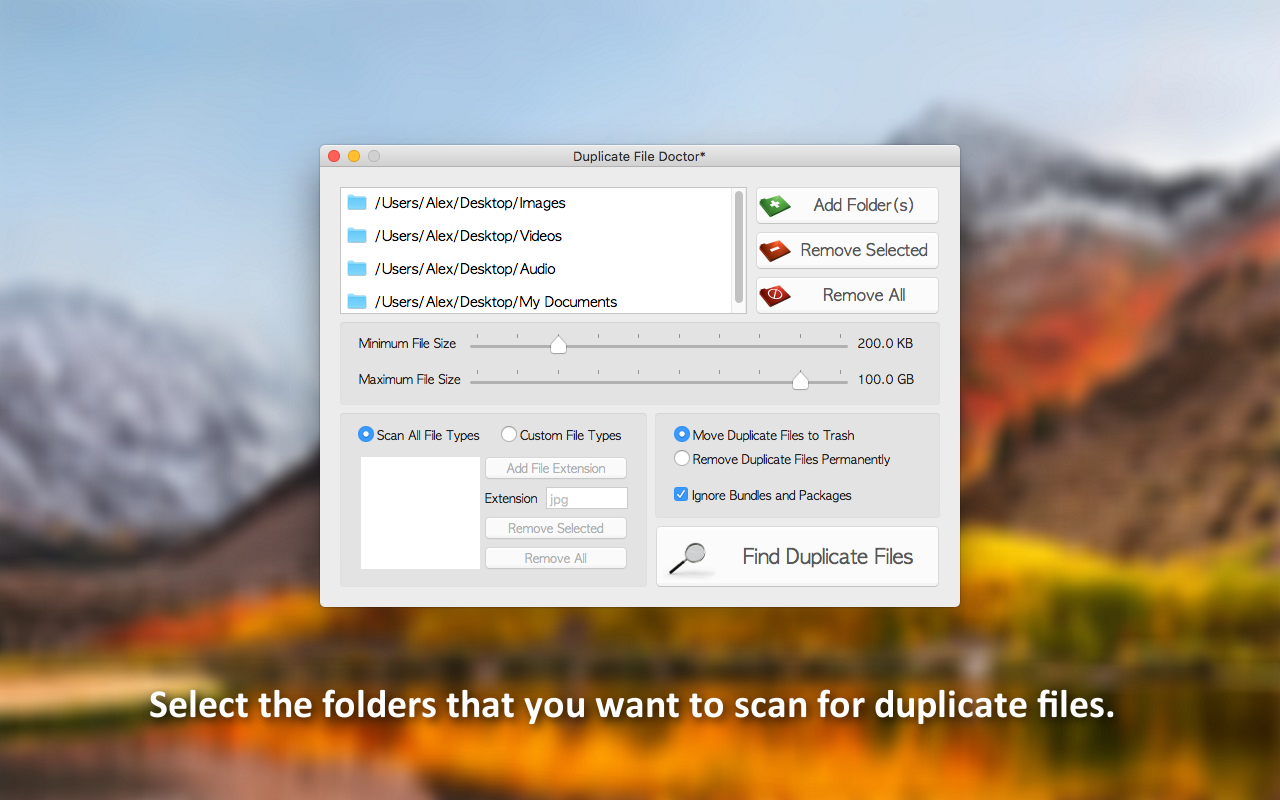 Duplicate File Doctor*
/Users/Alex/Desktop/Images
/Users/Alex/Desktop/Videos
/Users/Alex/Desktop/Audio
/Users/Alex/Desktop/My Documents
Add Folder(s)
Remove Selected
Remove All
Minimum File Size 200.0 KB
Maximum File Size 100.0 GB
Scan All File Types Custom File Types
Add File Extension
Extension jpg
Remove Selected
Remove All
Move Duplicate Files to Trash
Remove Duplicate Files Permanently
Ignore Bundles and Packages
Find Duplicate Files
Select the folders that you want to scan for duplicate files.